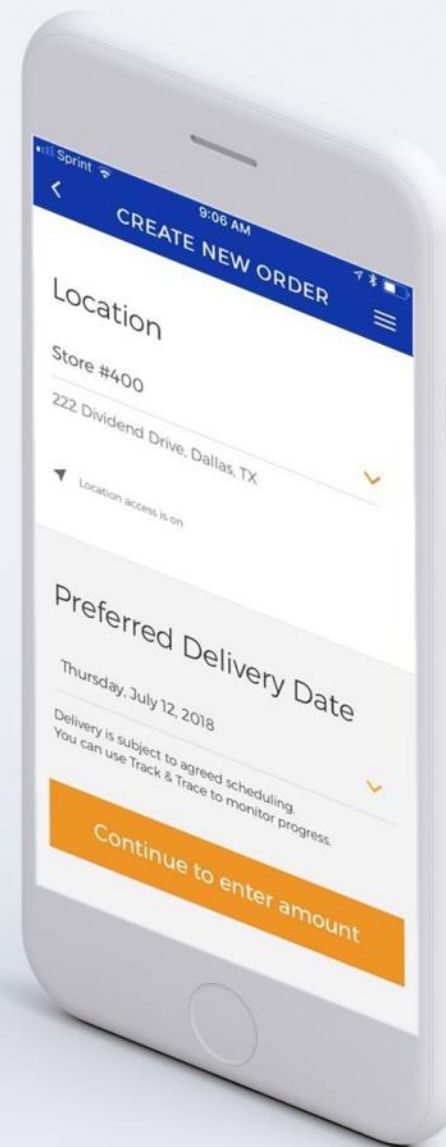 Sprint
9:06 AM
CREATE NEW ORDER
Location
Store #400
222 Dividend Drive, Dallas, TX
Location access is on
Preferred Delivery Date
Thursday, July 12, 2018
Delivery is subject to agreed scheduling.
You can use Track & Trace to monitor progress.
Continue to enter amount